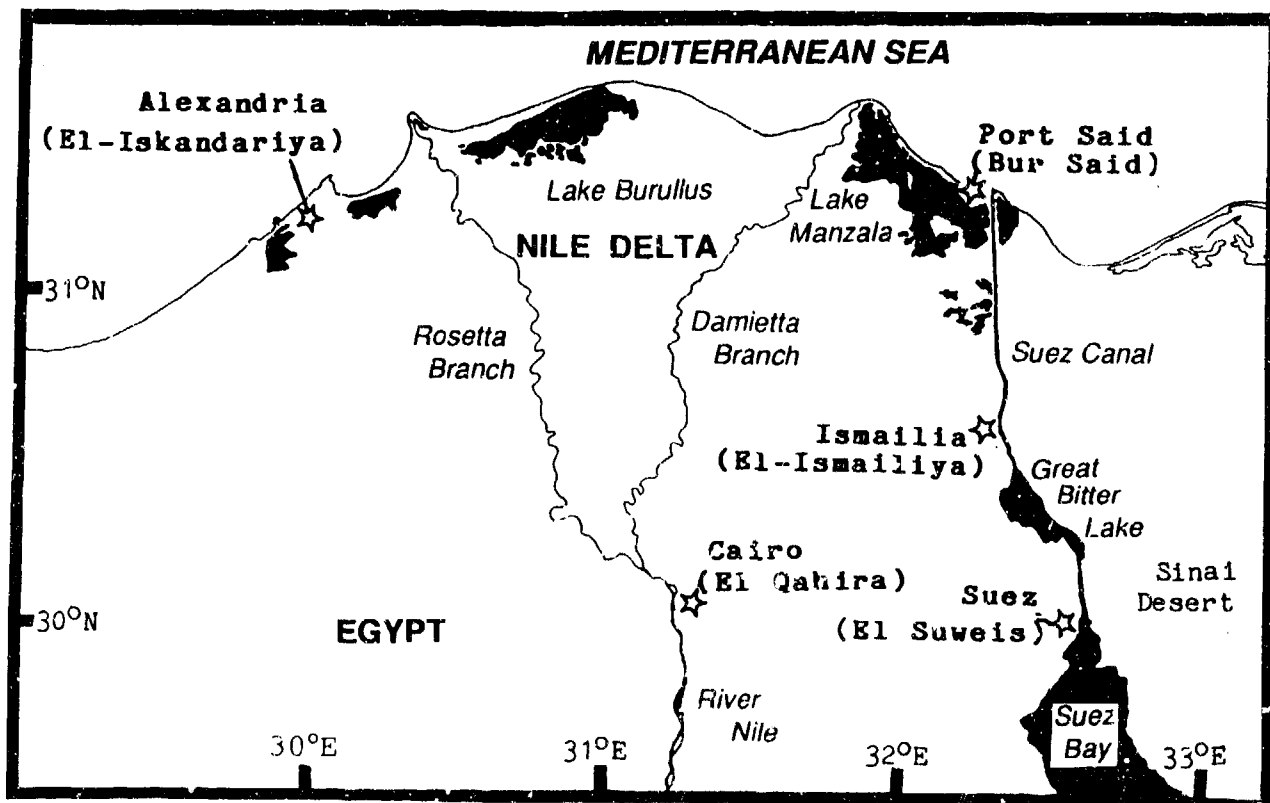 MEDITERRANEAN SEA
Alexandria
(El-Iskandariya)
Port Said
(Bur Said)
Lake Burullus
Lake
Manzala
NILE DELTA
31°N
Rosetta
Branch
Damietta
Branch
Suez Canal
Ismailia
(El-Ismailiya)
Great
Bitter
Lake
Cairo
(El Qahira)
Sinai
Desert
Suez
(El Suweis)
30°N
EGYPT
River
Nile
Suez
Bay
30°E
31°E
32°E
33°E